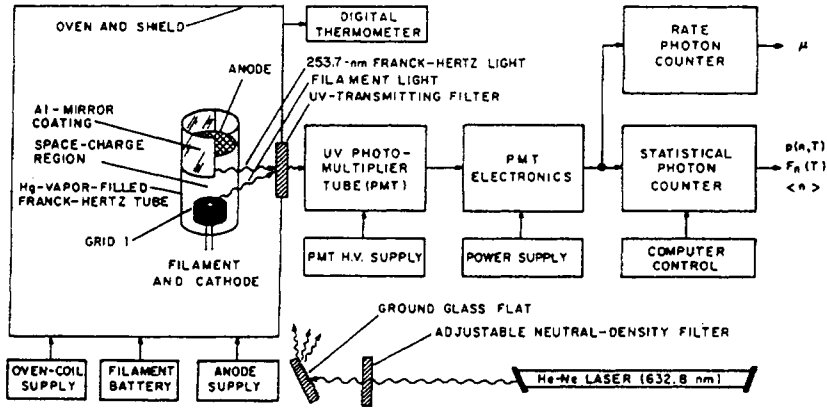 OVEN AND SHIELD
DIGITAL
THERMOMETER
RATE
PHOTON
COUNTER
μ
253.7-nm FRANCK-HERTZ LIGHT
FILAMENT LIGHT
UV-TRANSMITTING FILTER
ANODE
Al-MIRROR
COATING
SPACE-CHARGE
REGION
Hg-VAPOR-FILLED
FRANCK-HERTZ TUBE
GRID 1
FILAMENT
AND CATHODE
UV PHOTO-
MULTIPLIER
TUBE (PMT)
PMT
ELECTRONICS
STATISTICAL
PHOTON
COUNTER
p(n,T)
Fn(T)
<n>
PMT H.V. SUPPLY
POWER SUPPLY
COMPUTER
CONTROL
GROUND GLASS FLAT
ADJUSTABLE NEUTRAL-DENSITY FILTER
OVEN-COIL
SUPPLY
FILAMENT
BATTERY
ANODE
SUPPLY
He-Ne LASER (632.8 nm)